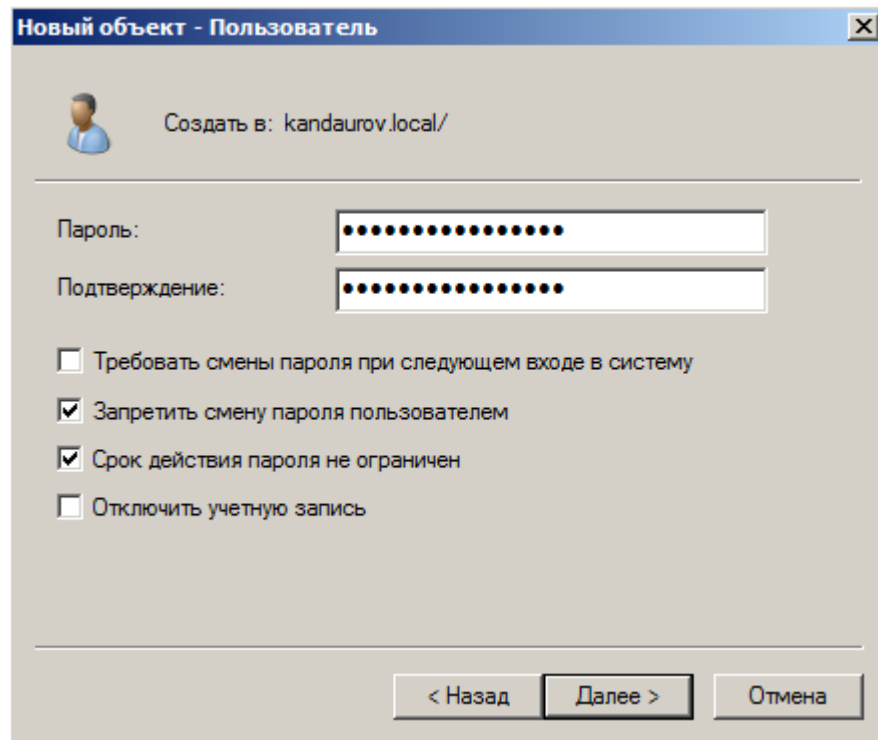 Новый объект - Пользователь
Создать в: kandaurov.local/
Пароль: ••••••••••••••••
Подтверждение: ••••••••••••••••
Требовать смены пароля при следующем входе в систему
Запретить смену пароля пользователем
Срок действия пароля не ограничен
Отключить учетную запись
< Назад Далее > Отмена